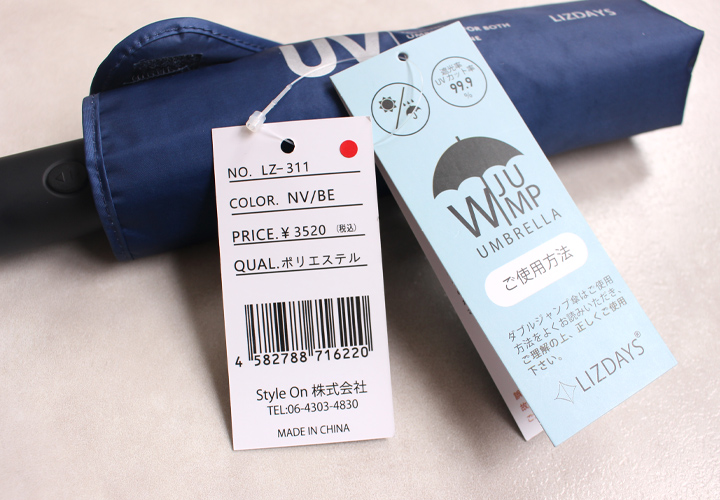 UV
FOR BOTH
LIZDAYS
NO. LZ-311
COLOR. NV/BE
PRICE.¥3520 (税込)
QUAL.ポリエステル
4 582788 716220
Style On 株式会社
TEL:06-4303-4830
MADE IN CHINA
遮光率
UVカット率
99.9
%
W JU
MP
UMBRELLA
ご使用方法
ダブルジャンプ傘はご使用
方法をよくお読みいただき、
ご理解の上、正しくご使用
下さい。
LIZDAYS®